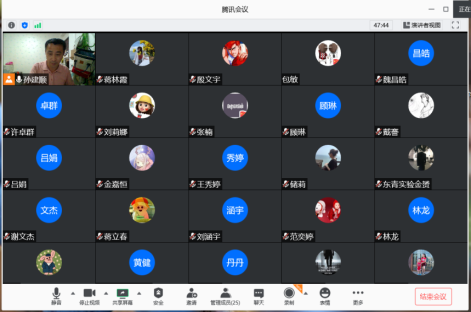 腾讯会议
正在
47:44
演讲者视图
孙建顺
蒋林霞
殷文宇
包敏
昌皓
魏昌皓
卓群
许卓群
刘莉娜
张楠
顾琳
顾琳
戴蓉
吕娟
吕娟
金嘉恒
秀婷
王秀婷
储莉
东青实验金赟
文杰
谢文杰
蒋立春
涵宇
刘涵宇
范奕婷
林龙
林龙
黄健
丹丹
静音
停止视频
共享屏幕
安全
邀请
管理成员(25)
聊天
录制
表情
更多
结束会议